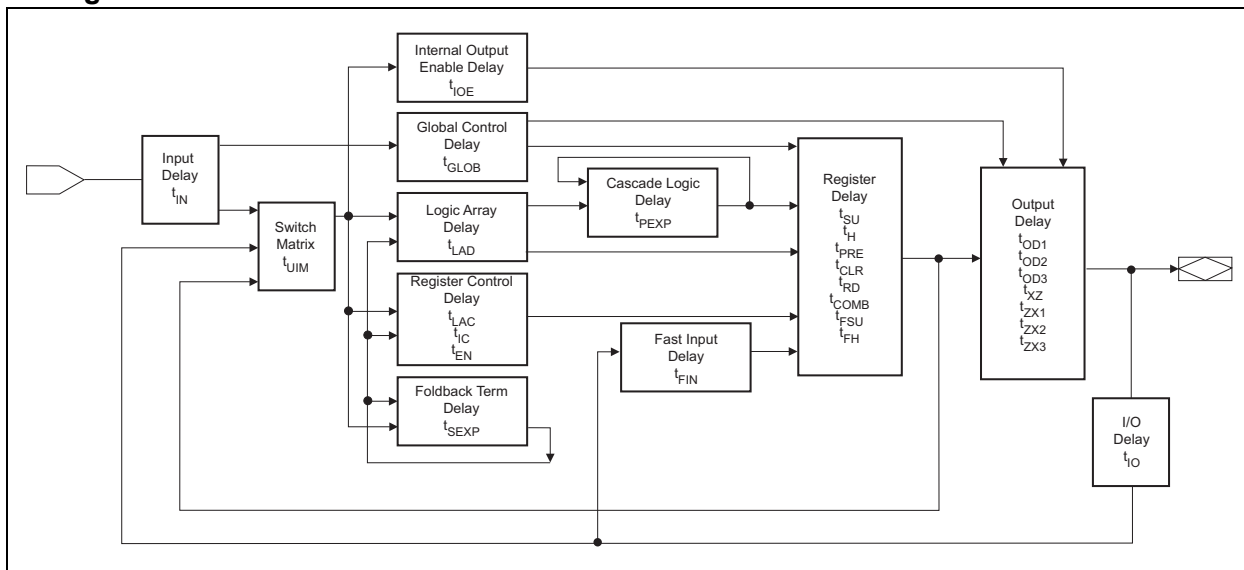 Internal Output
Enable Delay
tIOE
Global Control
Delay
tGLOB
Input
Delay
tIN
Switch
Matrix
tUIM
Logic Array
Delay
tLAD
Cascade Logic
Delay
tPEXP
Register Control
Delay
tLAC
tIC
tEN
Foldback Term
Delay
tSEXP
Fast Input
Delay
tFIN
Register
Delay
tSU
tH
tPRE
tCLR
tRD
tCOMB
tFSU
tFH
Output
Delay
tOD1
tOD2
tOD3
tXZ
tZX1
tZX2
tZX3
I/O
Delay
tIO